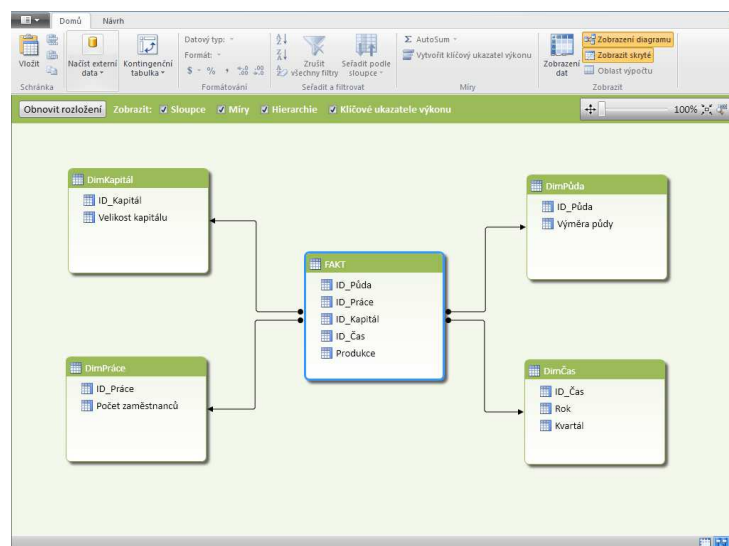 Domů Návrh
Vložit
Načíst externí data
Kontingenční tabulka
Datový typ:
Formát:
$ - % , ,00 ,00
Zrušit všechny filtry
Seřadit podle sloupce
Σ AutoSum
Vytvořit klíčový ukazatel výkonu
Zobrazení dat
Zobrazení diagramu
Zobrazit skryté
Oblast výpočtu
Schránka Formátování Seřadit a filtrovat Míry Zobrazit
Obnovit rozložení Zobrazit: Sloupce Míry Hierarchie Klíčové ukazatele výkonu 100%
DimKapitál
ID_Kapitál
Velikost kapitálu
DimPůda
ID_Půda
Výměra půdy
FAKT
ID_Půda
ID_Práce
ID_Kapitál
ID_Čas
Produkce
DimPráce
ID_Práce
Počet zaměstnanců
DimČas
ID_Čas
Rok
Kvartál